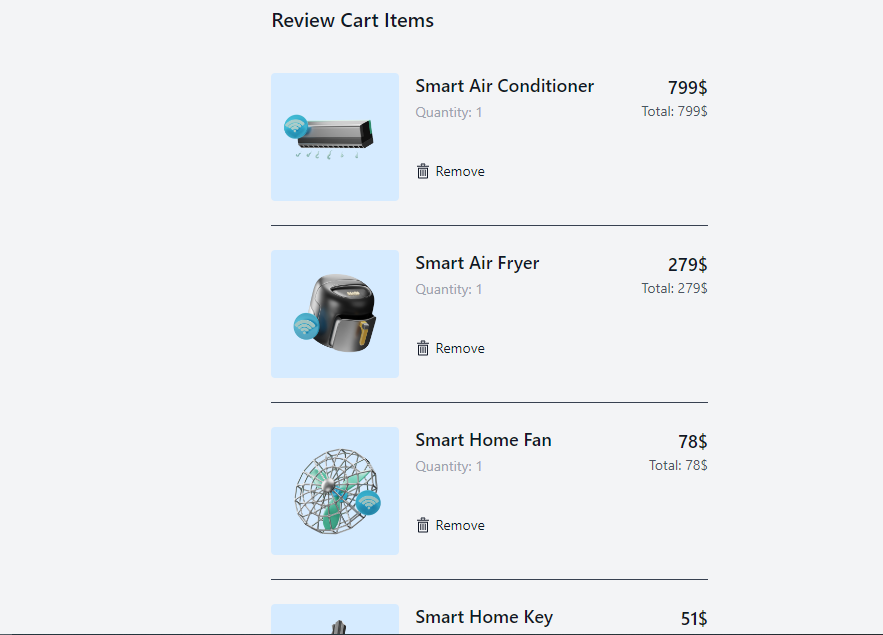 Review Cart Items
Smart Air Conditioner 799$
Quantity: 1 Total: 799$
Remove
Smart Air Fryer 279$
Quantity: 1 Total: 279$
Remove
Smart Home Fan 78$
Quantity: 1 Total: 78$
Remove
Smart Home Key 51$